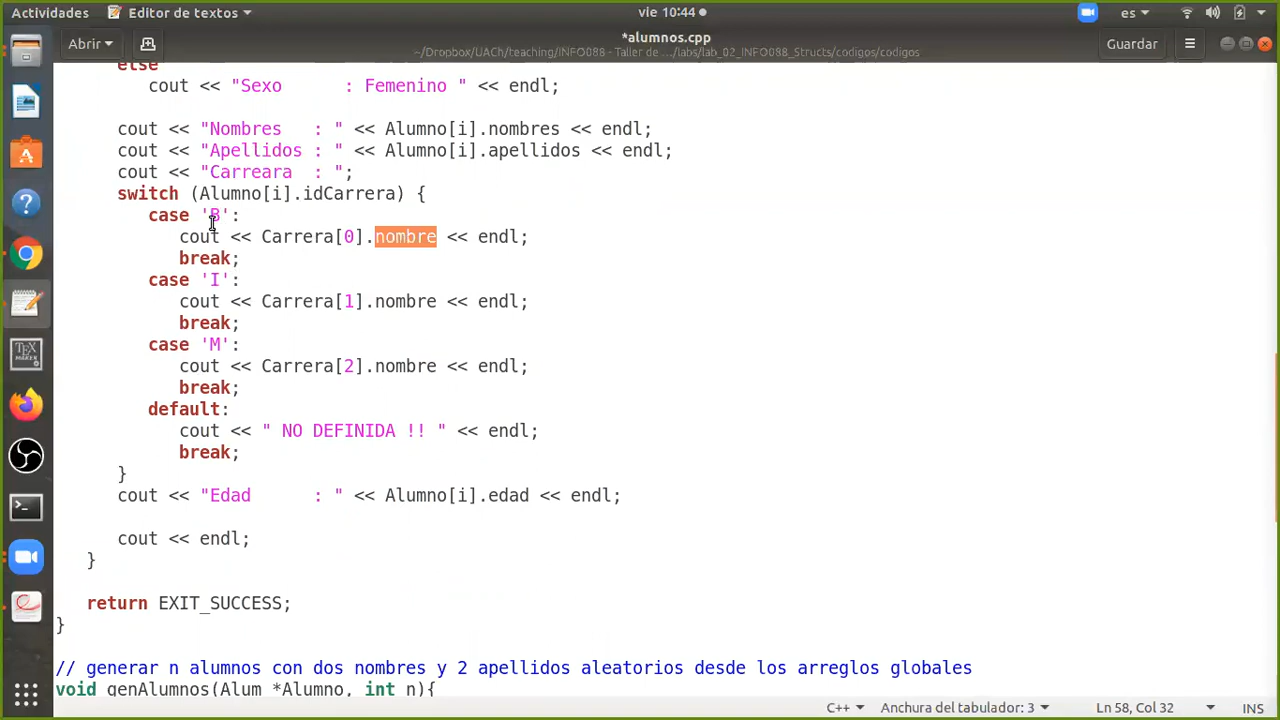 Actividades
Editor de textos
vie 10:44
es
Abrir
*alumnos.cpp
~/Dropbox/UACh/teaching/INFO088 - Taller de .../labs/lab_02_INFO088_Structs/codigos/codigos
Guardar
else
cout << "Sexo      : Femenino " << endl;
cout << "Nombres   : " << Alumno[i].nombres << endl;
cout << "Apellidos : " << Alumno[i].apellidos << endl;
cout << "Carreara  : ";
switch (Alumno[i].idCarrera) {
case 'B':
cout << Carrera[0].nombre << endl;
break;
case 'I':
cout << Carrera[1].nombre << endl;
break;
case 'M':
cout << Carrera[2].nombre << endl;
break;
default:
cout << " NO DEFINIDA !! " << endl;
break;
}
cout << "Edad      : " << Alumno[i].edad << endl;
cout << endl;
}
return EXIT_SUCCESS;
}
// generar n alumnos con dos nombres y 2 apellidos aleatorios desde los arreglos globales
void genAlumnos(Alum *Alumno, int n){
C++
Anchura del tabulador: 3
Ln 58, Col 32
INS